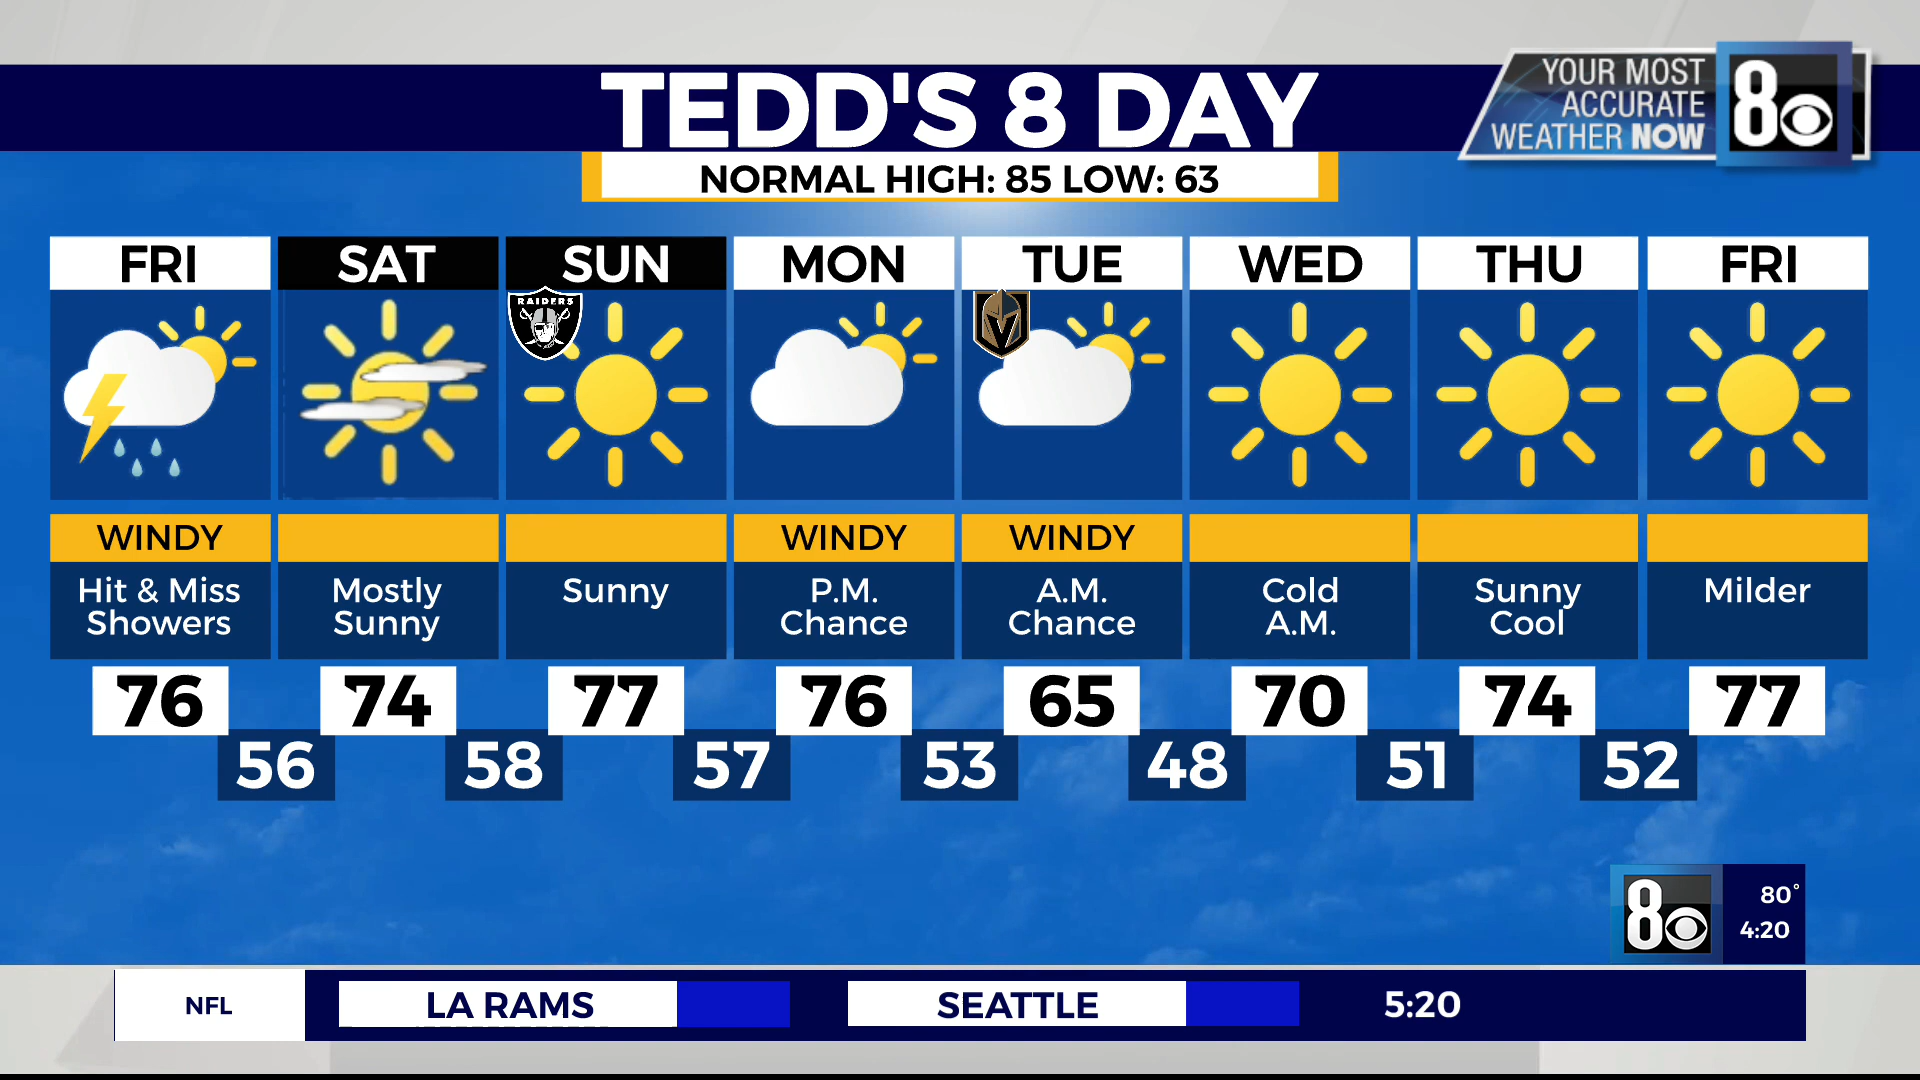 TEDD'S 8 DAY
YOUR MOST
ACCURATE
WEATHER NOW
8
NORMAL HIGH: 85 LOW: 63
FRI SAT SUN MON TUE WED THU FRI
RAIDERS
WINDY WINDY WINDY
Hit & Miss Mostly Sunny P.M. A.M. Cold Sunny Milder
Showers Sunny Chance Chance A.M. Cool
76 74 77 76 65 70 74 77
56 58 57 53 48 51 52
8
80°
4:20
NFL LA RAMS SEATTLE 5:20